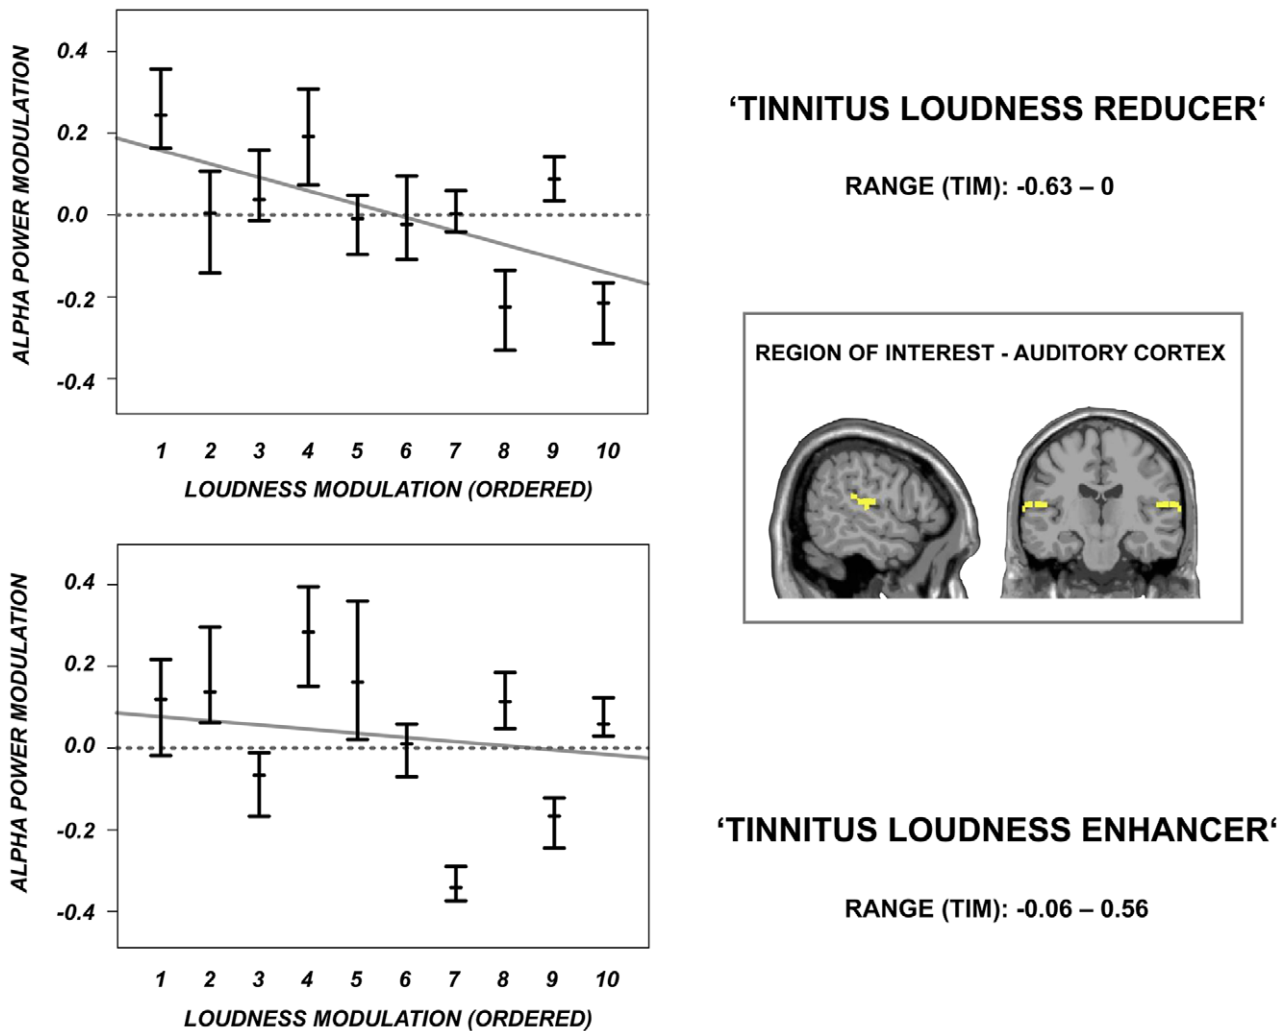 ALPHA POWER MODULATION
0.4
0.2
0.0
-0.2
-0.4
1 2 3 4 5 6 7 8 9 10
LOUDNESS MODULATION (ORDERED)
‘TINNITUS LOUDNESS REDUCER‘
RANGE (TIM): -0.63 – 0
REGION OF INTEREST - AUDITORY CORTEX
ALPHA POWER MODULATION
0.4
0.2
0.0
-0.2
-0.4
1 2 3 4 5 6 7 8 9 10
LOUDNESS MODULATION (ORDERED)
‘TINNITUS LOUDNESS ENHANCER‘
RANGE (TIM): -0.06 – 0.56